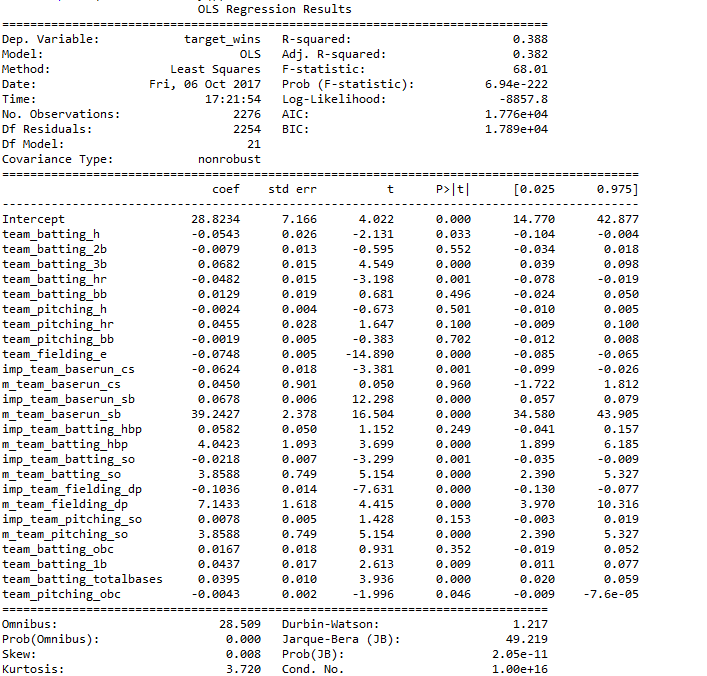 OLS Regression Results
==============================================================================
Dep. Variable: target_wins R-squared: 0.388
Model: OLS Adj. R-squared: 0.382
Method: Least Squares F-statistic: 68.01
Date: Fri, 06 Oct 2017 Prob (F-statistic): 6.94e-222
Time: 17:21:54 Log-Likelihood: -8857.8
No. Observations: 2276 AIC: 1.776e+04
Df Residuals: 2254 BIC: 1.789e+04
Df Model: 21
Covariance Type: nonrobust
==========================================================================================
coef std err t P>|t| [0.025 0.975]
------------------------------------------------------------------------------------------
Intercept 28.8234 7.166 4.022 0.000 14.770 42.877
team_batting_h -0.0543 0.026 -2.131 0.033 -0.104 -0.004
team_batting_2b -0.0079 0.013 -0.595 0.552 -0.034 0.018
team_batting_3b 0.0682 0.015 4.549 0.000 0.039 0.098
team_batting_hr -0.0482 0.015 -3.198 0.001 -0.078 -0.019
team_batting_bb 0.0129 0.019 0.681 0.496 -0.024 0.050
team_pitching_h -0.0024 0.004 -0.673 0.501 -0.010 0.005
team_pitching_hr 0.0455 0.028 1.647 0.100 -0.009 0.100
team_pitching_bb -0.0019 0.005 -0.383 0.702 -0.012 0.008
team_fielding_e -0.0748 0.005 -14.890 0.000 -0.085 -0.065
imp_team_baserun_cs -0.0624 0.018 -3.381 0.001 -0.099 -0.026
m_team_baserun_cs 0.0450 0.901 0.050 0.960 -1.722 1.812
imp_team_baserun_sb 0.0678 0.006 12.298 0.000 0.057 0.079
m_team_baserun_sb 39.2427 2.378 16.504 0.000 34.580 43.905
imp_team_batting_hbp 0.0582 0.050 1.152 0.249 -0.041 0.157
m_team_batting_hbp 4.0423 1.093 3.699 0.000 1.899 6.185
imp_team_batting_so -0.0218 0.007 -3.299 0.001 -0.035 -0.009
m_team_batting_so 3.8588 0.749 5.154 0.000 2.390 5.327
imp_team_fielding_dp -0.1036 0.014 -7.631 0.000 -0.130 -0.077
m_team_fielding_dp 7.1433 1.618 4.415 0.000 3.970 10.316
imp_team_pitching_so 0.0078 0.005 1.428 0.153 -0.003 0.019
m_team_pitching_so 3.8588 0.749 5.154 0.000 2.390 5.327
team_batting_obc 0.0167 0.018 0.931 0.352 -0.019 0.052
team_batting_1b 0.0437 0.017 2.613 0.009 0.011 0.077
team_batting_totalbases 0.0395 0.010 3.936 0.000 0.020 0.059
team_pitching_obc -0.0043 0.002 -1.996 0.046 -0.009 -7.6e-05
==============================================================================
Omnibus: 28.509 Durbin-Watson: 1.217
Prob(Omnibus): 0.000 Jarque-Bera (JB): 49.219
Skew: 0.008 Prob(JB): 2.05e-11
Kurtosis: 3.720 Cond. No. 1.00e+16